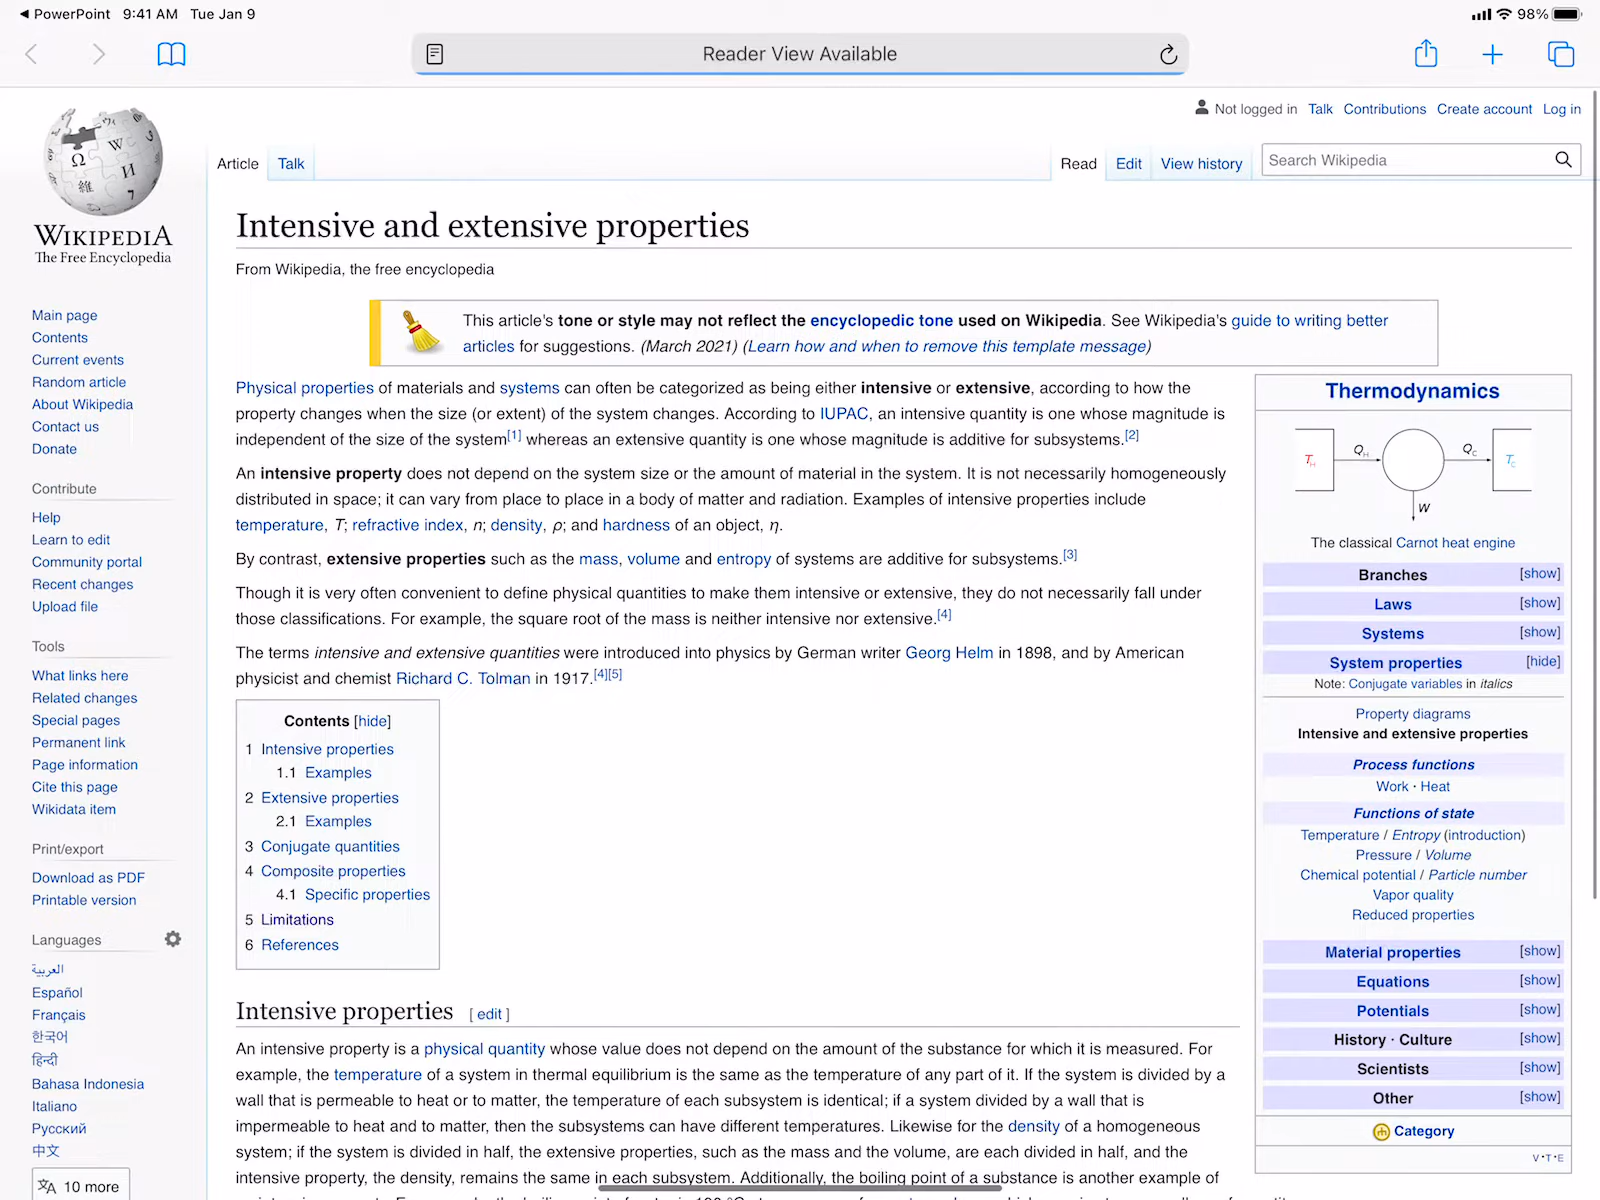 ◀ PowerPoint 9:41 AM Tue Jan 9
98%
Reader View Available
Not logged in Talk Contributions Create account Log in
WIKIPEDIA
The Free Encyclopedia
Article Talk
Read Edit View history
Search Wikipedia
Intensive and extensive properties
From Wikipedia, the free encyclopedia
Main page
Contents
Current events
Random article
About Wikipedia
Contact us
Donate
Contribute
Help
Learn to edit
Community portal
Recent changes
Upload file
Tools
What links here
Related changes
Special pages
Permanent link
Page information
Cite this page
Wikidata item
Print/export
Download as PDF
Printable version
Languages
العربية
Español
Français
한국어
हिन्दी
Bahasa Indonesia
Italiano
Русский
中文
10 more
This article's tone or style may not reflect the encyclopedic tone used on Wikipedia. See Wikipedia's guide to writing better
articles for suggestions. (March 2021) (Learn how and when to remove this template message)
Physical properties of materials and systems can often be categorized as being either intensive or extensive, according to how the
property changes when the size (or extent) of the system changes. According to IUPAC, an intensive quantity is one whose magnitude is
independent of the size of the system[1] whereas an extensive quantity is one whose magnitude is additive for subsystems.[2]
An intensive property does not depend on the system size or the amount of material in the system. It is not necessarily homogeneously
distributed in space; it can vary from place to place in a body of matter and radiation. Examples of intensive properties include
temperature, T; refractive index, n; density, ρ; and hardness of an object, η.
By contrast, extensive properties such as the mass, volume and entropy of systems are additive for subsystems.[3]
Though it is very often convenient to define physical quantities to make them intensive or extensive, they do not necessarily fall under
those classifications. For example, the square root of the mass is neither intensive nor extensive.[4]
The terms intensive and extensive quantities were introduced into physics by German writer Georg Helm in 1898, and by American
physicist and chemist Richard C. Tolman in 1917.[4][5]
Contents [hide]
1 Intensive properties
1.1 Examples
2 Extensive properties
2.1 Examples
3 Conjugate quantities
4 Composite properties
4.1 Specific properties
5 Limitations
6 References
Intensive properties [ edit ]
An intensive property is a physical quantity whose value does not depend on the amount of the substance for which it is measured. For
example, the temperature of a system in thermal equilibrium is the same as the temperature of any part of it. If the system is divided by a
wall that is permeable to heat or to matter, the temperature of each subsystem is identical; if a system divided by a wall that is
impermeable to heat and to matter, then the subsystems can have different temperatures. Likewise for the density of a homogeneous
system; if the system is divided in half, the extensive properties, such as the mass and the volume, are each divided in half, and the
intensive property, the density, remains the same in each subsystem. Additionally, the boiling point of a substance is another example of
Thermodynamics
T_H Q_H Q_C T_C
W
The classical Carnot heat engine
Branches [show]
Laws [show]
Systems [show]
System properties [hide]
Note: Conjugate variables in italics
Property diagrams
Intensive and extensive properties
Process functions
Work · Heat
Functions of state
Temperature / Entropy (introduction)
Pressure / Volume
Chemical potential / Particle number
Vapor quality
Reduced properties
Material properties [show]
Equations [show]
Potentials [show]
History · Culture [show]
Scientists [show]
Other [show]
Category
V·T·E